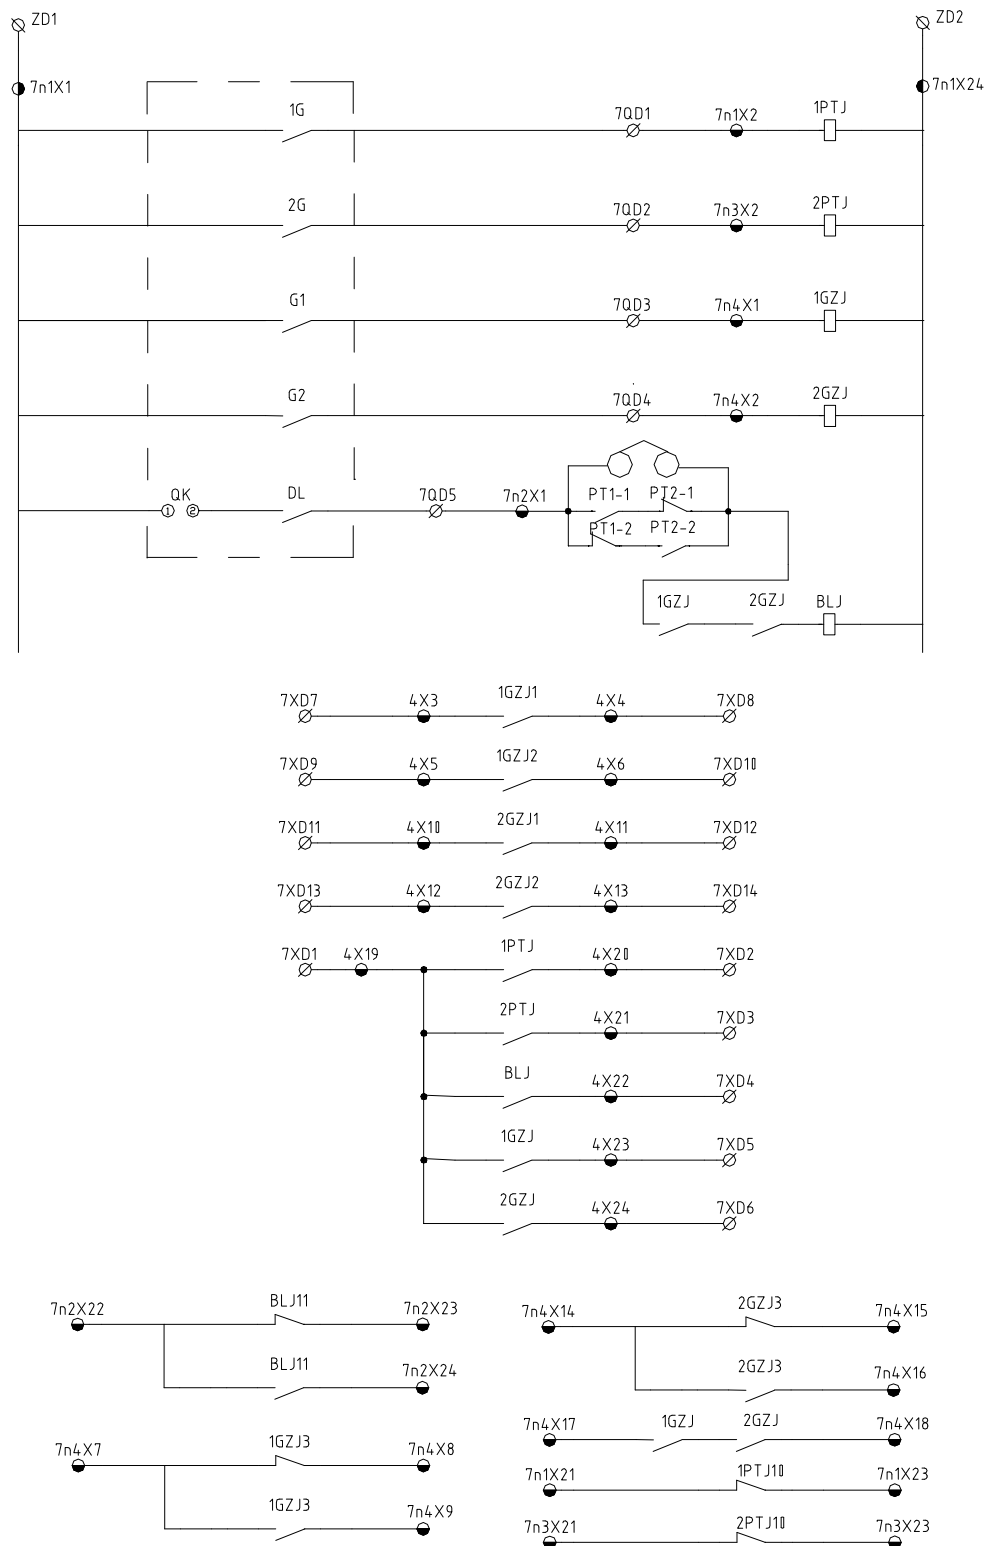 ZD1 ZD2
7n1X1 7n1X24
1G 7QD1 7n1X2 1PTJ
2G 7QD2 7n3X2 2PTJ
G1 7QD3 7n4X1 1GZJ
G2 7QD4 7n4X2 2GZJ
QK DL 7QD5 7n2X1 PT1-1 PT2-1
1 2
PT1-2 PT2-2
1GZJ 2GZJ BLJ
7XD7 4X3 1GZJ1 4X4 7XD8
7XD9 4X5 1GZJ2 4X6 7XD10
7XD11 4X10 2GZJ1 4X11 7XD12
7XD13 4X12 2GZJ2 4X13 7XD14
7XD1 4X19 1PTJ 4X20 7XD2
2PTJ 4X21 7XD3
BLJ 4X22 7XD4
1GZJ 4X23 7XD5
2GZJ 4X24 7XD6
7n2X22 BLJ11 7n2X23
BLJ11 7n2X24
7n4X7 1GZJ3 7n4X8
1GZJ3 7n4X9
7n4X14 2GZJ3 7n4X15
2GZJ3 7n4X16
7n4X17 1GZJ 2GZJ 7n4X18
7n1X21 1PTJ10 7n1X23
7n3X21 2PTJ10 7n3X23